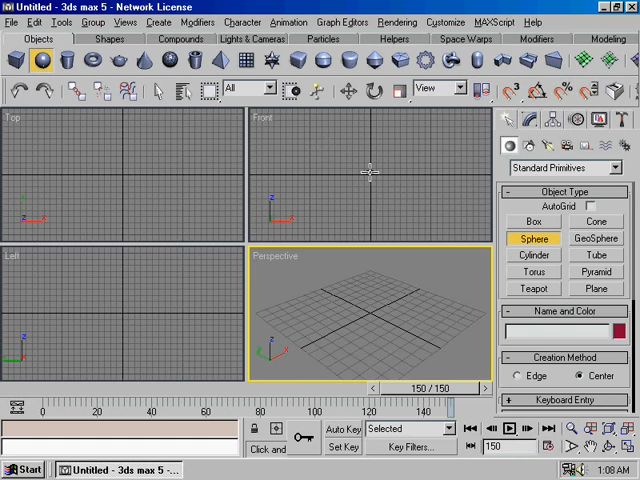 Untitled - 3ds max 5 - Network License
File Edit Tools Group Views Create Modifiers Character Animation Graph Editors Rendering Customize MAXScript Help
Objects Shapes Compounds Lights & Cameras Particles Helpers Space Warps Modifiers Modeling
All View
Top Front
Left Perspective
Standard Primitives
- Object Type
AutoGrid
Box Cone
Sphere GeoSphere
Cylinder Tube
Torus Pyramid
Teapot Plane
- Name and Color
- Creation Method
Edge Center
+ Keyboard Entry
< 150 / 150 >
0 20 40 60 80 100 120 140
Auto Key Selected
Click and Set Key Key Filters... 150
Start Untitled - 3ds max 5 -... 1:08 AM